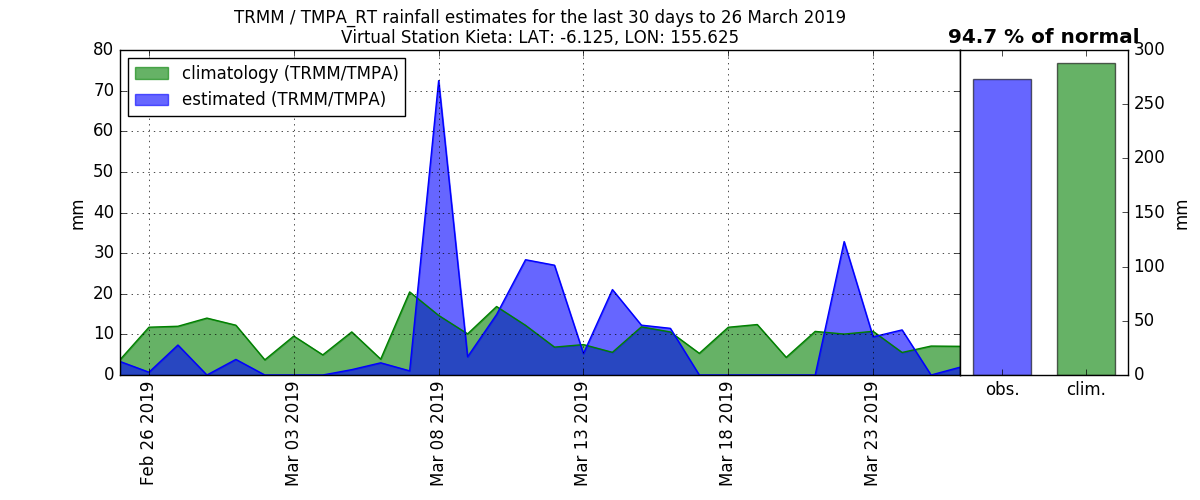 TRMM / TMPA_RT rainfall estimates for the last 30 days to 26 March 2019
Virtual Station Kieta: LAT: -6.125, LON: 155.625
94.7 % of normal
climatology (TRMM/TMPA)
estimated (TRMM/TMPA)
80
70
60
50
40
30
20
10
0
mm
Feb 26 2019
Mar 03 2019
Mar 08 2019
Mar 13 2019
Mar 18 2019
Mar 23 2019
obs.
clim.
300
250
200
150
100
50
0
mm